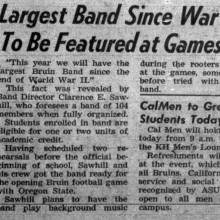 Largest Band Since War
To Be Featured at Games
"This year we will have the
largest Bruin Band since the
end of World War II."
This fact was revealed by
Band Director Clarence E. Saw-
hill, who foresees a band of 104
members when fully organized.
Students enrolled in band are
eligible for one or two units of
academic credit.
Having scheduled two re-
hearsals before the official be-
ginning of school, Sawhill and
his crew got the band ready for
the opening Bruin football game
with Oregon State.
Sawhill plans to have the
band play background music
during the rooters
at the games, some
before tried with
band.
CalMen to Gre
Students Today
Cal Men will hold
today from 9 a.m.
the KH Men's Loung
Refreshments will
at the event, which
all Bruins. California
service and social
recognized by ASU
open to all men
campus.